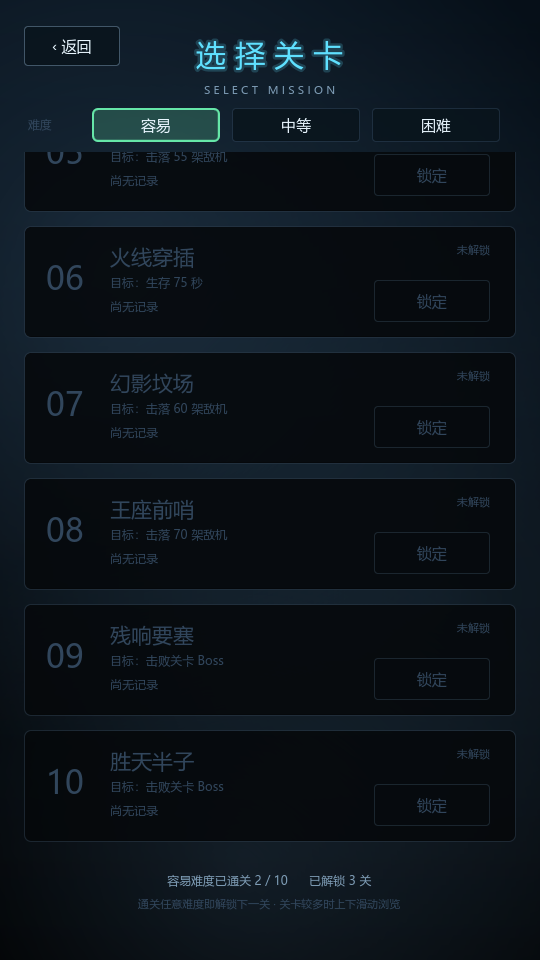 ‹ 返回
选择关卡
SELECT MISSION
难度
容易
中等
困难
05
目标：击落 55 架敌机
尚无记录
锁定
06
火线穿插
未解锁
目标：生存 75 秒
尚无记录
锁定
07
幻影坟场
未解锁
目标：击落 60 架敌机
尚无记录
锁定
08
王座前哨
未解锁
目标：击落 70 架敌机
尚无记录
锁定
09
残响要塞
未解锁
目标：击败关卡 Boss
尚无记录
锁定
10
胜天半子
未解锁
目标：击败关卡 Boss
尚无记录
锁定
容易难度已通关 2 / 10 已解锁 3 关
通关任意难度即解锁下一关 · 关卡较多时上下滑动浏览